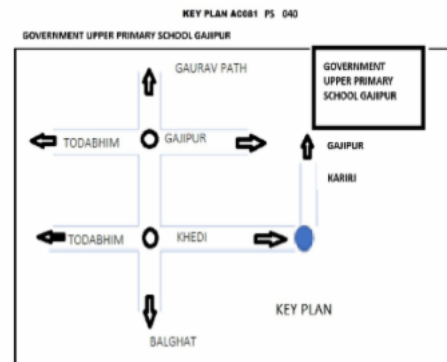 KEY PLAN AC081 PS 040
GOVERNMENT UPPER PRIMARY SCHOOL GAJIPUR
GAURAV PATH
GOVERNMENT
UPPER PRIMARY
SCHOOL GAJIPUR
TODABHIM
GAJIPUR
GAJIPUR
KARIRI
TODABHIM
KHEDI
KEY PLAN
BALGHAT